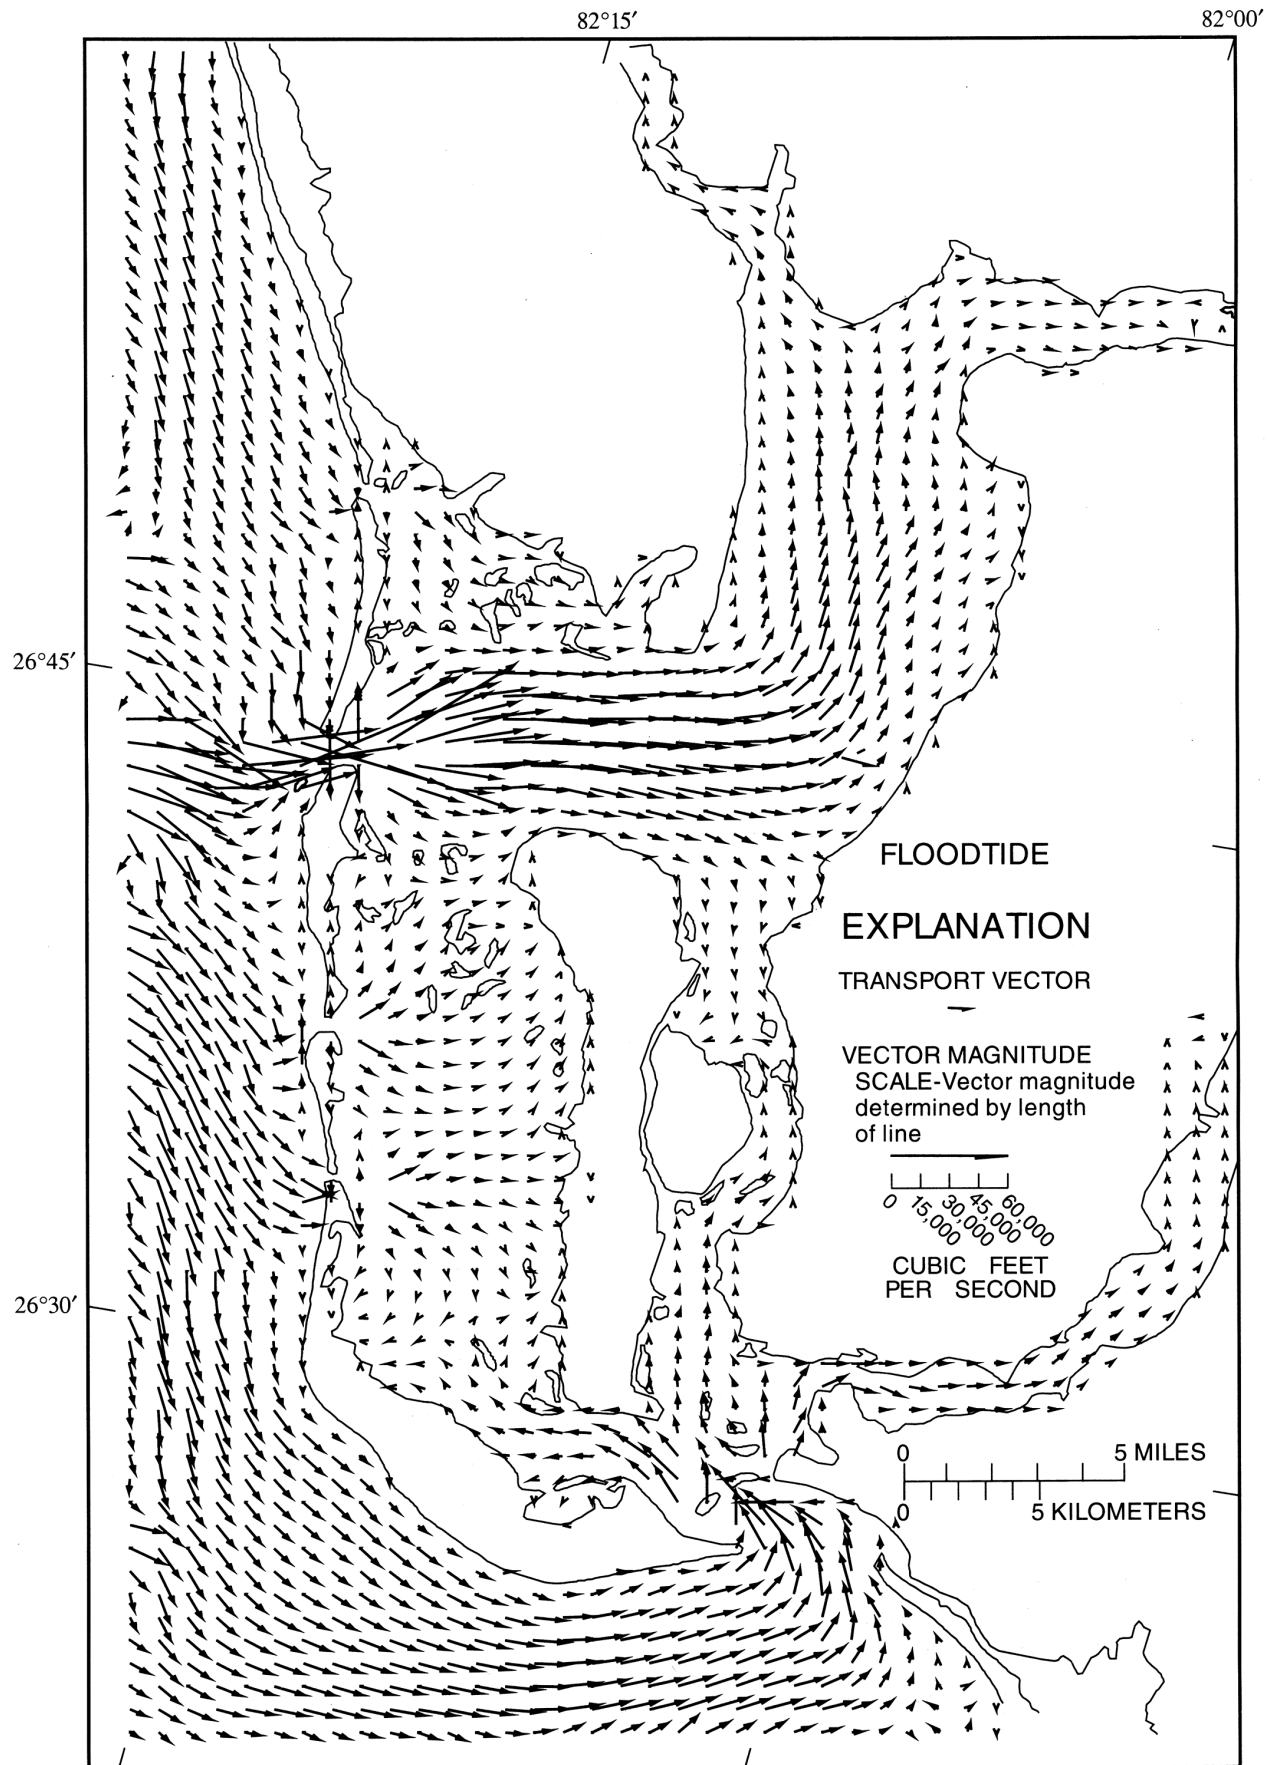 82°15′
82°00′
26°45′
FLOODTIDE
EXPLANATION
TRANSPORT VECTOR
VECTOR MAGNITUDE
SCALE-Vector magnitude
determined by length
of line
0 15,000 30,000 45,000 60,000
CUBIC FEET
PER SECOND
26°30′
0 5 MILES
0 5 KILOMETERS